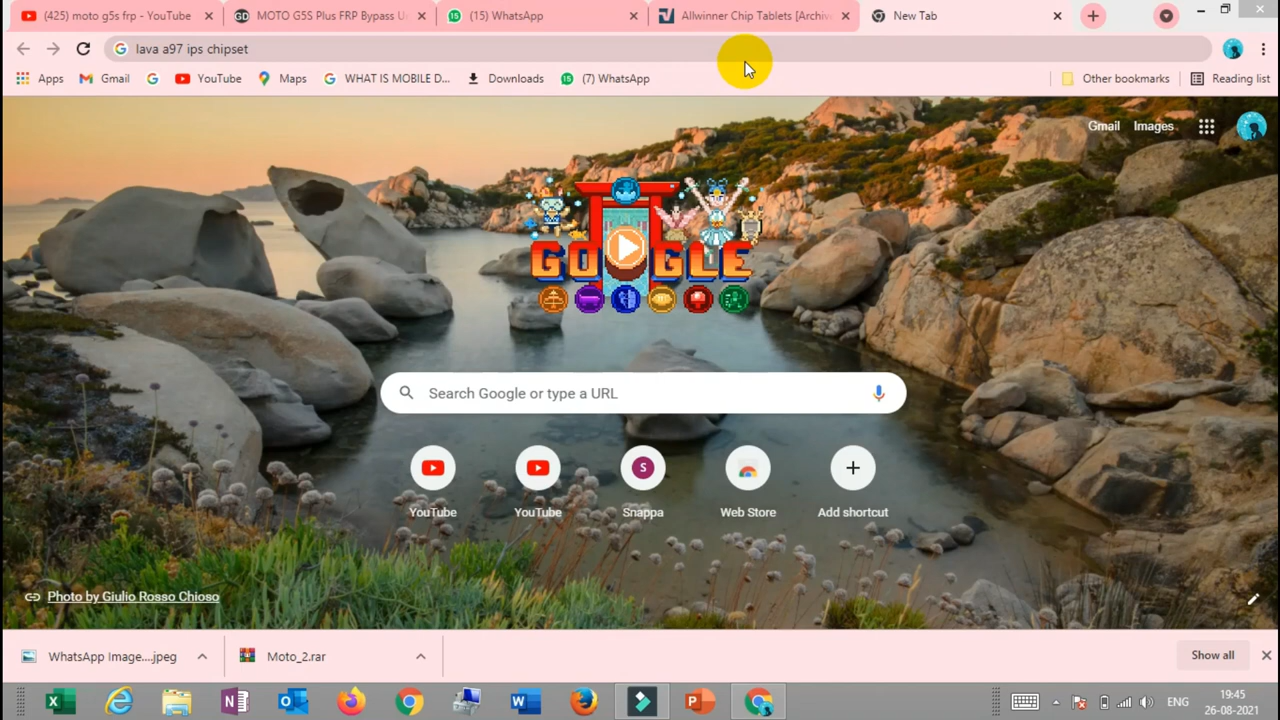 (425) moto g5s frp - YouTube
MOTO G5S Plus FRP Bypass U
(15) WhatsApp
Allwinner Chip Tablets [Archiv
New Tab
lava a97 ips chipset
Apps
Gmail
YouTube
Maps
WHAT IS MOBILE D...
Downloads
(7) WhatsApp
Other bookmarks
Reading list
Gmail
Images
GOOGLE
Search Google or type a URL
S
YouTube
YouTube
Snappa
Web Store
Add shortcut
Photo by Giulio Rosso Chioso
WhatsApp Image....jpeg
Moto_2.rar
Show all
ENG
19:45
26-08-2021